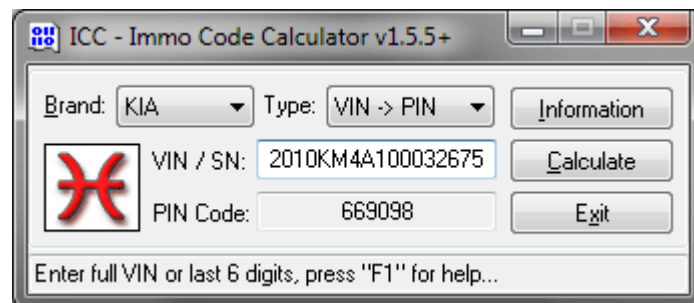 ICC - Immo Code Calculator v1.5.5+
Brand: KIA Type: VIN -> PIN Information
VIN / SN: 2010KM4A100032675 Calculate
PIN Code: 669098 Exit
Enter full VIN or last 6 digits, press "F1" for help...